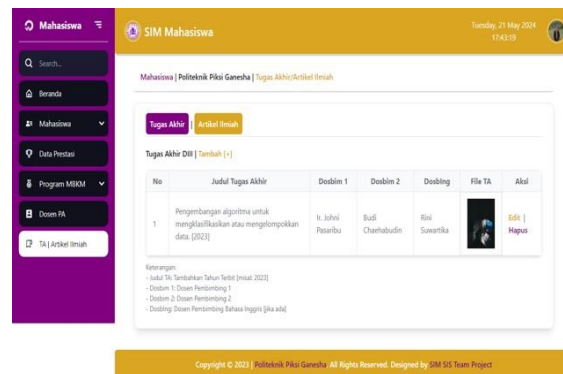 Mahasiswa
SIM Mahasiswa
Tuesday, 21 May 2024
17:43:19
Search..
Beranda
Mahasiswa
Data Prestasi
Program MBKM
Dosen PA
TA | Artikel Ilmiah
Mahasiswa | Politeknik Piksi Ganesha | Tugas Akhir/Artikel Ilmiah
Tugas Akhir | Artikel Ilmiah
Tugas Akhir DIII | Tambah [+]
No Judul Tugas Akhir Dosbim 1 Dosbim 2 DosbIng File TA Aksi
1 Pengembangan algoritma untuk mengklasifikasikan atau mengelompokkan data. [2023] Ir. Johni Pasaribu Budi Chaehabudin Rini Suwartika Edit | Hapus
Keterangan:
- Judul TA: Tambahkan Tahun Terbit [misal: 2023]
- Dosbim 1: Dosen Pembimbing 1
- Dosbim 2: Dosen Pembimbing 2
- DosbIng: Dosen Pembimbing Bahasa Inggris [jika ada]
Copyright © 2023 | Politeknik Piksi Ganesha. All Rights Reserved. Designed by SIM SIS Team Project